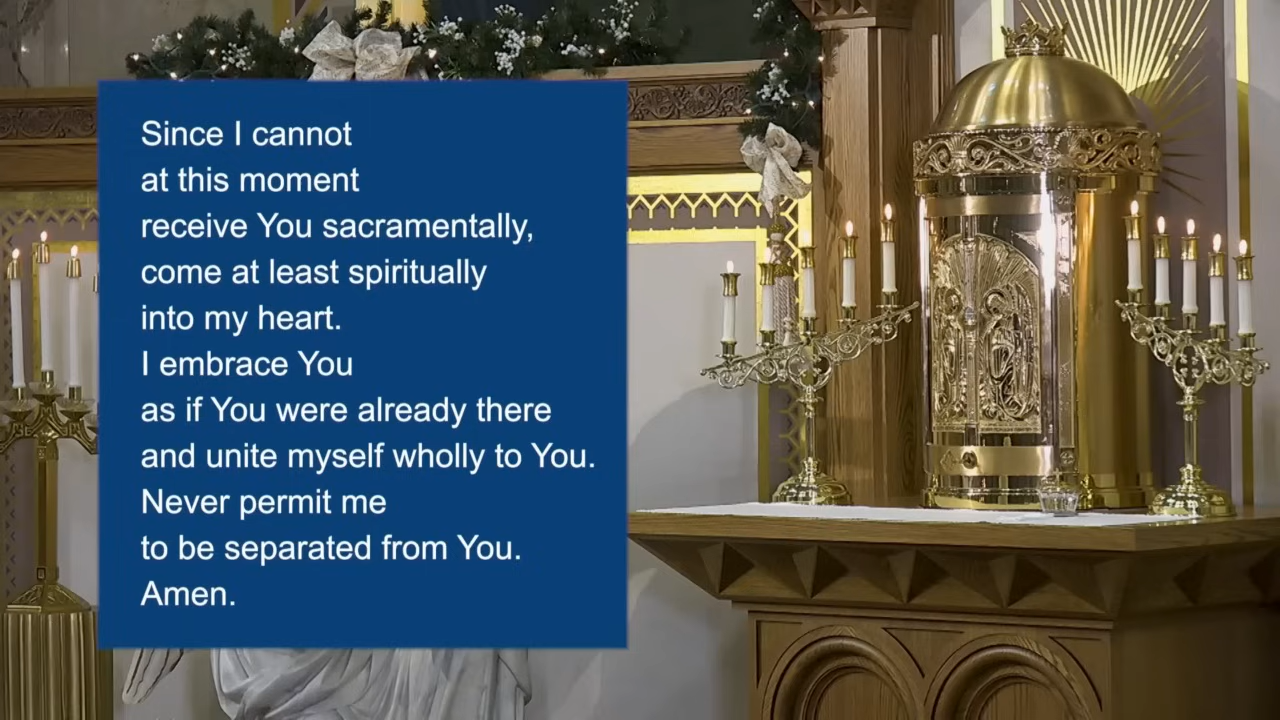 Since I cannot
at this moment
receive You sacramentally,
come at least spiritually
into my heart.
I embrace You
as if You were already there
and unite myself wholly to You.
Never permit me
to be separated from You.
Amen.